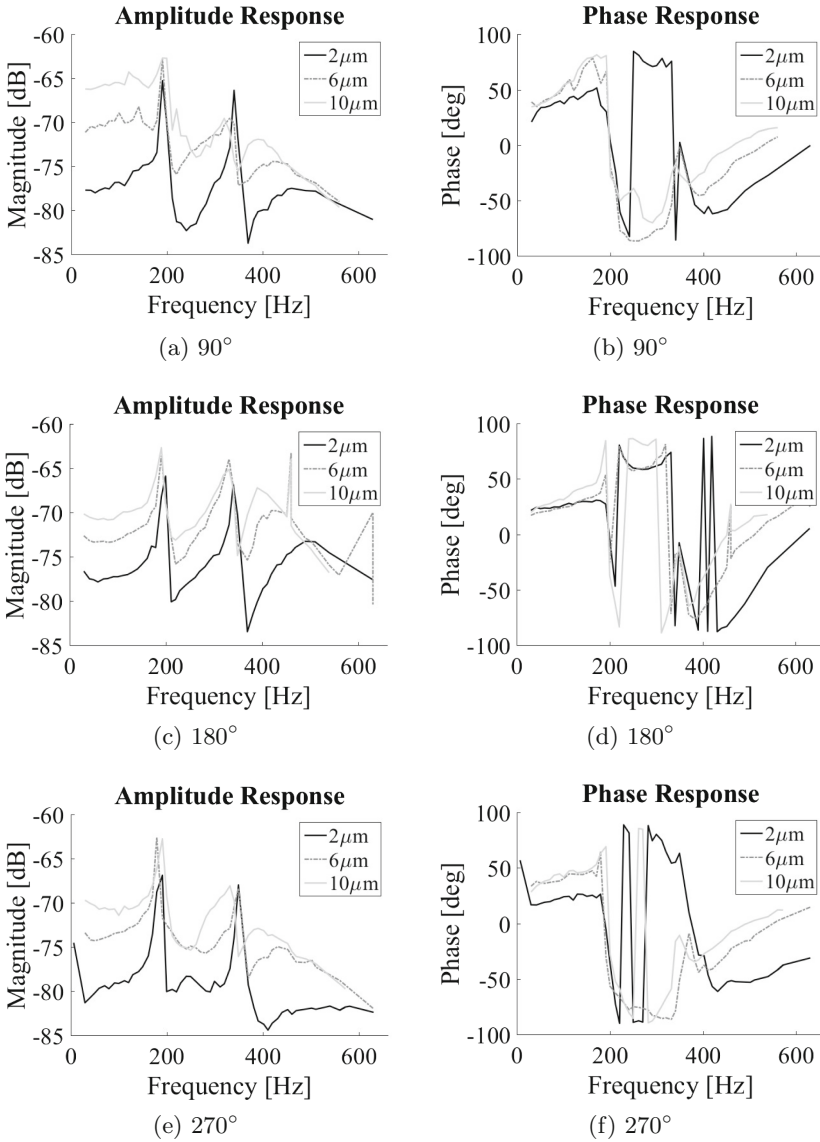 Amplitude Response
Magnitude [dB]
-60
-65
-70
-75
-80
-85
2μm
6μm
10μm
0 200 400 600
Frequency [Hz]
(a) 90°
Phase Response
Phase [deg]
100
50
0
-50
-100
2μm
6μm
10μm
0 200 400 600
Frequency [Hz]
(b) 90°
Amplitude Response
Magnitude [dB]
-60
-65
-70
-75
-80
-85
2μm
6μm
10μm
0 200 400 600
Frequency [Hz]
(c) 180°
Phase Response
Phase [deg]
100
50
0
-50
-100
2μm
6μm
10μm
0 200 400 600
Frequency [Hz]
(d) 180°
Amplitude Response
Magnitude [dB]
-60
-65
-70
-75
-80
-85
2μm
6μm
10μm
0 200 400 600
Frequency [Hz]
(e) 270°
Phase Response
Phase [deg]
100
50
0
-50
-100
2μm
6μm
10μm
0 200 400 600
Frequency [Hz]
(f) 270°